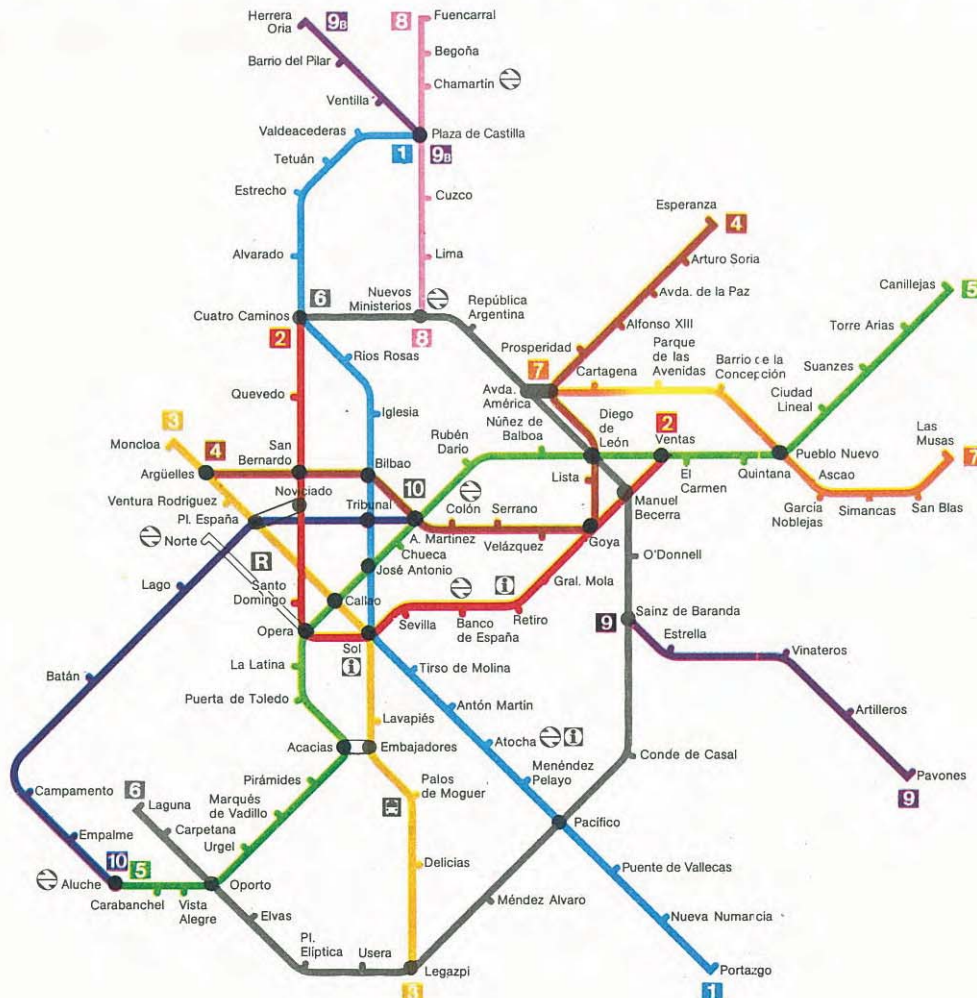 Herrera
Oria
9B
8
Fuencarral
Begoña
Barrio del Pilar
Chamartín
Ventilla
Valdeacederas
Plaza de Castilla
1
9B
Tetuán
Estrecho
Cuzco
Esperanza
4
Alvarado
Lima
Arturo Soria
6
Nuevos
Ministerios
República
Argentina
Avda. de la Paz
Canillejas
5
Cuatro Caminos
2
8
Alfonso XIII
Torre Arias
Rios Rosas
Prosperidad
Parque
de las
Avenidas
Cartagena
Barrio de la
Concepción
Suanzes
7
Avda.
América
Ciudad
Lineal
Quevedo
Iglesia
Núñez de
Balboa
Diego
de
León
2
Ventas
3
Moncloa
4
San
Bernardo
Bilbao
Rubén
Darío
Las
Musas
7
Argüelles
Pueblo Nuevo
El
Carmen
Quintana
Ascao
Lista
Noviciado
Ventura Rodriguez
Tribunal
10
Colón
Serrano
Manuel
Becerra
García
Noblejas
Simancas
San Blas
Pl. España
A. Martinez
Velázquez
Goya
Norte
Chueca
O'Donnell
R
José Antonio
Lago
Santo
Domingo
Callao
i
Gral. Mola
Sainz de Baranda
9
Opera
Sol
i
Sevilla
Banco
de España
Retiro
Estrella
Vinateros
La Latina
Tirso de Molina
Batán
Puerta de Toledo
Antón Martín
Artilleros
Lavapiés
Acacias
Embajadores
Atocha
i
Conde de Casal
Menéndez
Pelayo
Pirámides
Palos
de Moguer
Pavones
9
Campamento
6
Laguna
Marqués
de Vadillo
Carpetana
Pacífico
Urgel
Empalme
10
5
Delicias
Puente de Vallecas
Aluche
Oporto
Carabanchel
Vista
Alegre
Méndez Alvaro
Elvas
Nueva Numancia
Pl.
Elíptica
Usera
Legazpi
Portazgo
3
1